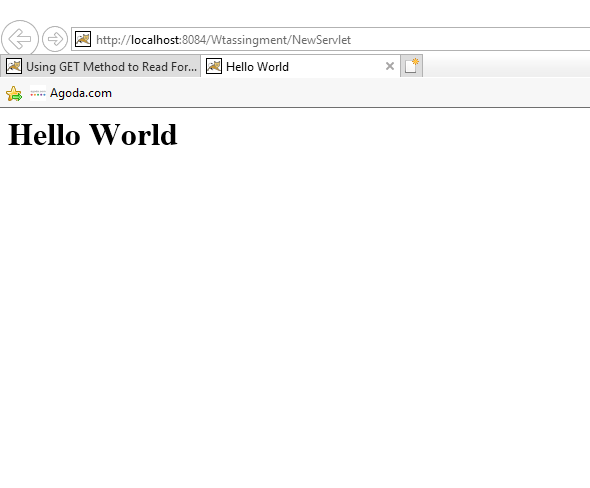 http://localhost:8084/Wtassingment/NewServlet
Using GET Method to Read For...
Hello World
Agoda.com
Hello World